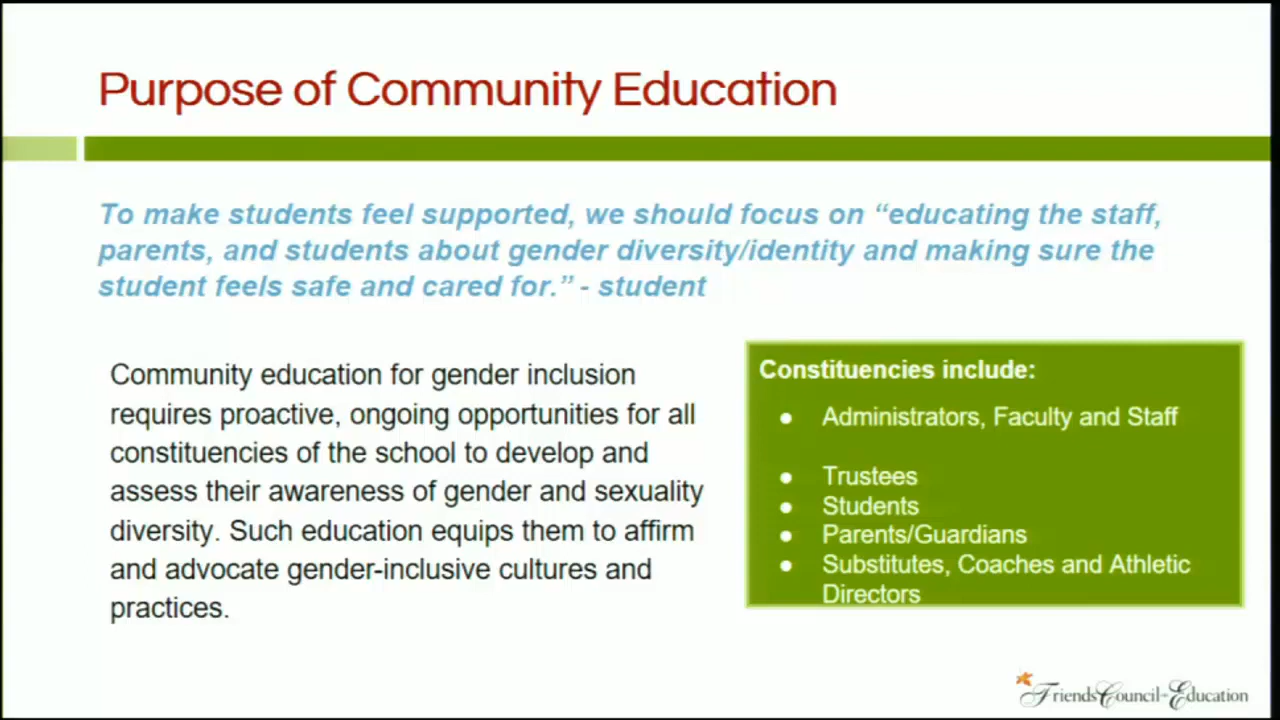 Purpose of Community Education
To make students feel supported, we should focus on “educating the staff,
parents, and students about gender diversity/identity and making sure the
student feels safe and cared for.” - student
Community education for gender inclusion
requires proactive, ongoing opportunities for all
constituencies of the school to develop and
assess their awareness of gender and sexuality
diversity. Such education equips them to affirm
and advocate gender-inclusive cultures and
practices.
Constituencies include:
● Administrators, Faculty and Staff
● Trustees
● Students
● Parents/Guardians
● Substitutes, Coaches and Athletic
Directors
Friends Council on Education